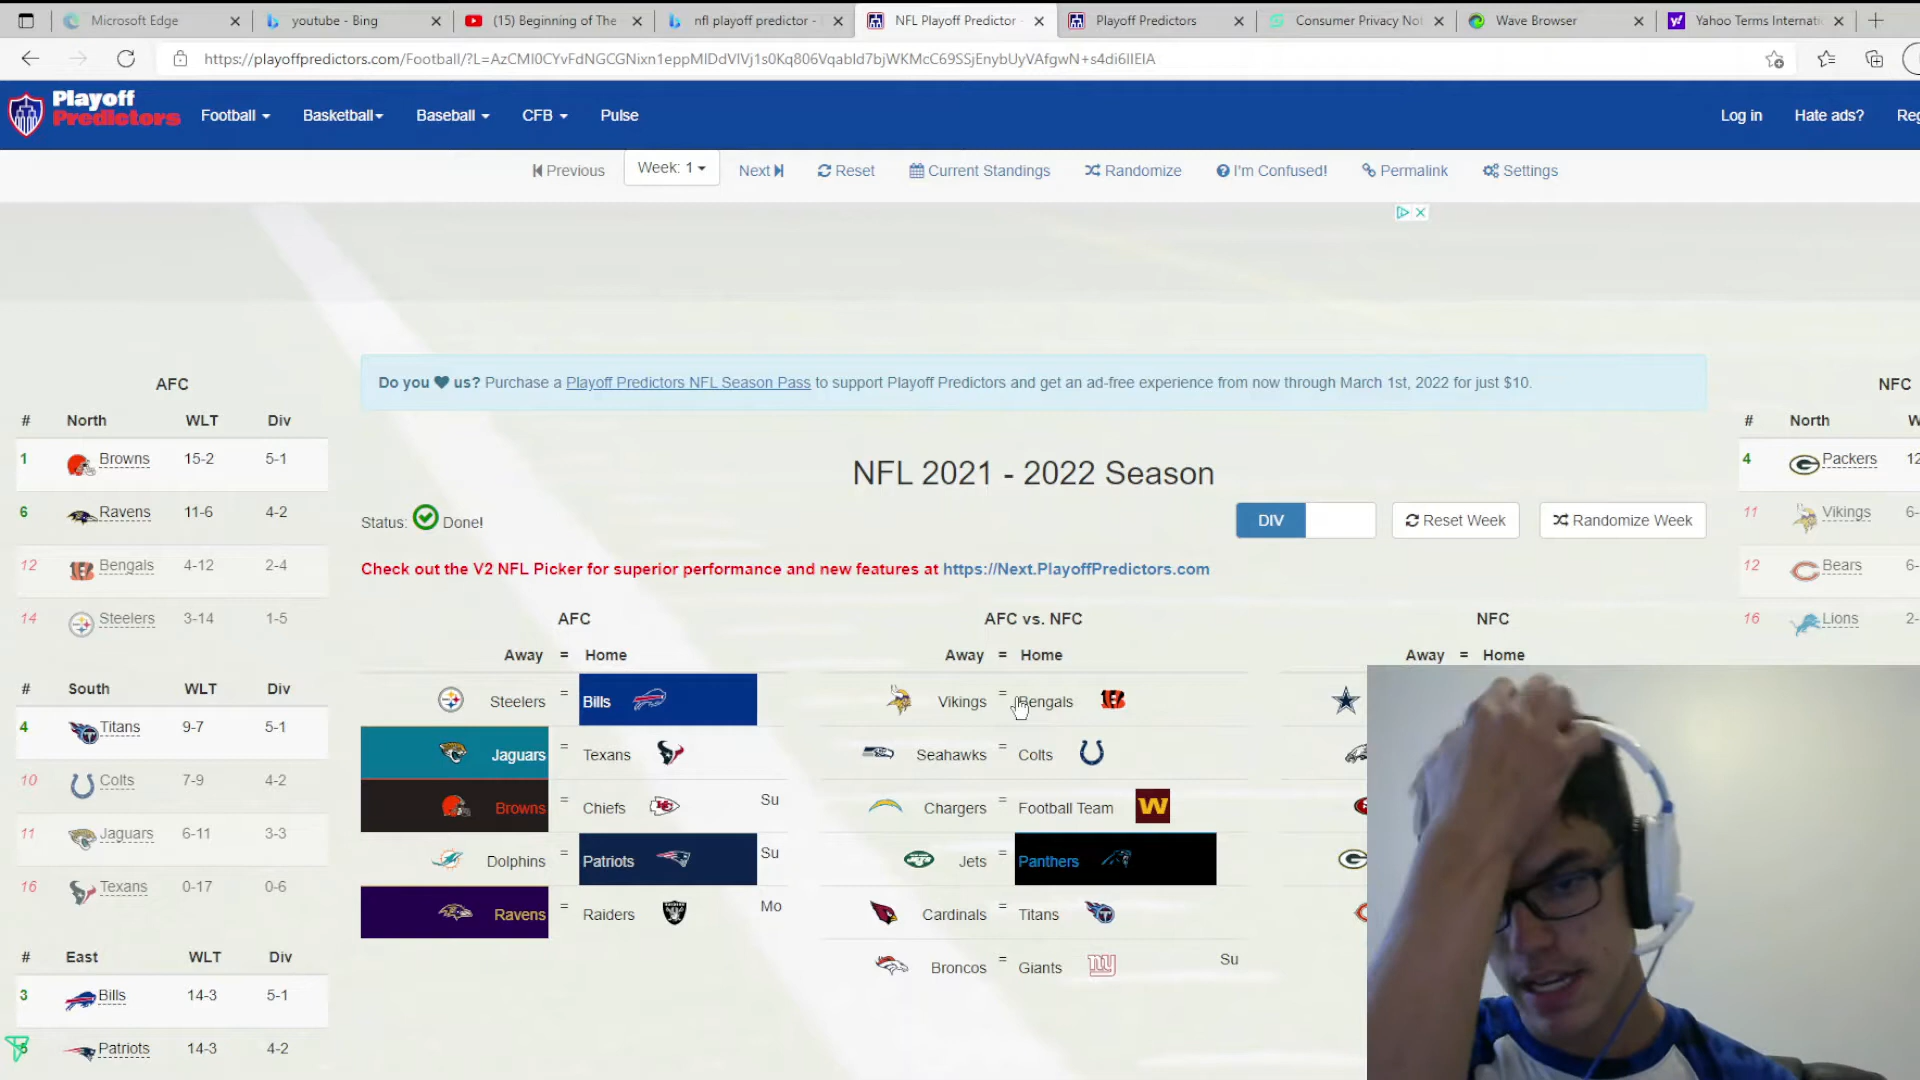 Microsoft Edge
youtube - Bing
(15) Beginning of The
nfl playoff predictor -
NFL Playoff Predictor -
Playoff Predictors
Consumer Privacy Not
Wave Browser
Yahoo Terms Internati
https://playoffpredictors.com/Football/?L=AzCMI0CYvFdNGCGNixn1eppMIDdVIVj1s0Kq806Vqabld7bjWKMcC69SSjEnybUyVAfgwN+s4di6IIEIA
Playoff Predictors
Football
Basketball
Baseball
CFB
Pulse
Log in
Hate ads?
Reg
Previous
Week: 1
Next
Reset
Current Standings
Randomize
I'm Confused!
Permalink
Settings
Do you us? Purchase a Playoff Predictors NFL Season Pass to support Playoff Predictors and get an ad-free experience from now through March 1st, 2022 for just $10.
NFL 2021 - 2022 Season
Status: Done!
DIV
Reset Week
Randomize Week
Check out the V2 NFL Picker for superior performance and new features at https://Next.PlayoffPredictors.com
AFC
# North WLT Div
1 Browns 15-2 5-1
6 Ravens 11-6 4-2
12 Bengals 4-12 2-4
14 Steelers 3-14 1-5
# South WLT Div
4 Titans 9-7 5-1
10 Colts 7-9 4-2
11 Jaguars 6-11 3-3
16 Texans 0-17 0-6
# East WLT Div
3 Bills 14-3 5-1
5 Patriots 14-3 4-2
AFC
Away = Home
Steelers = Bills
Jaguars = Texans
Browns = Chiefs Su
Dolphins = Patriots Su
Ravens = Raiders Mo
AFC vs. NFC
Away = Home
Vikings = Bengals
Seahawks = Colts
Chargers = Football Team W
Jets = Panthers
Cardinals = Titans
Broncos = Giants ny Su
NFC
Away = Home
NFC
# North W
4 Packers 12
11 Vikings 6-
12 Bears 6-
16 Lions 2-